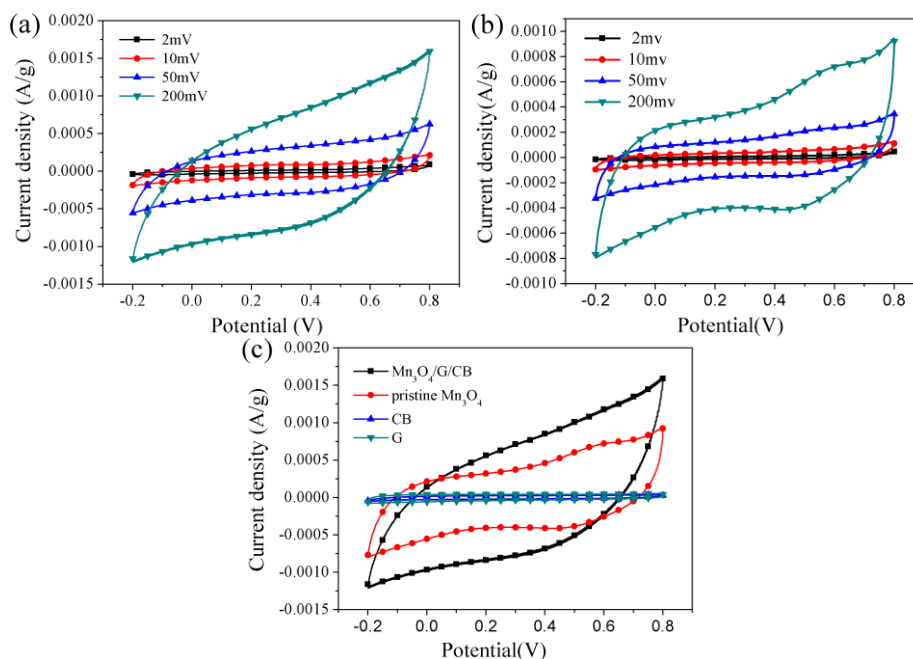 (a)
2mV
10mV
50mV
200mV
Current density (A/g)
0.0020
0.0015
0.0010
0.0005
0.0000
-0.0005
-0.0010
-0.0015
-0.2 0.0 0.2 0.4 0.6 0.8
Potential (V)
(b)
2mv
10mv
50mv
200mv
Current density(A/g)
0.0010
0.0008
0.0006
0.0004
0.0002
0.0000
-0.0002
-0.0004
-0.0006
-0.0008
-0.0010
-0.2 0.0 0.2 0.4 0.6 0.8
Potential(V)
(c)
Mn₃O₄/G/CB
pristine Mn₃O₄
CB
G
Current density (A/g)
0.0020
0.0015
0.0010
0.0005
0.0000
-0.0005
-0.0010
-0.0015
-0.2 0.0 0.2 0.4 0.6 0.8
Potential(V)